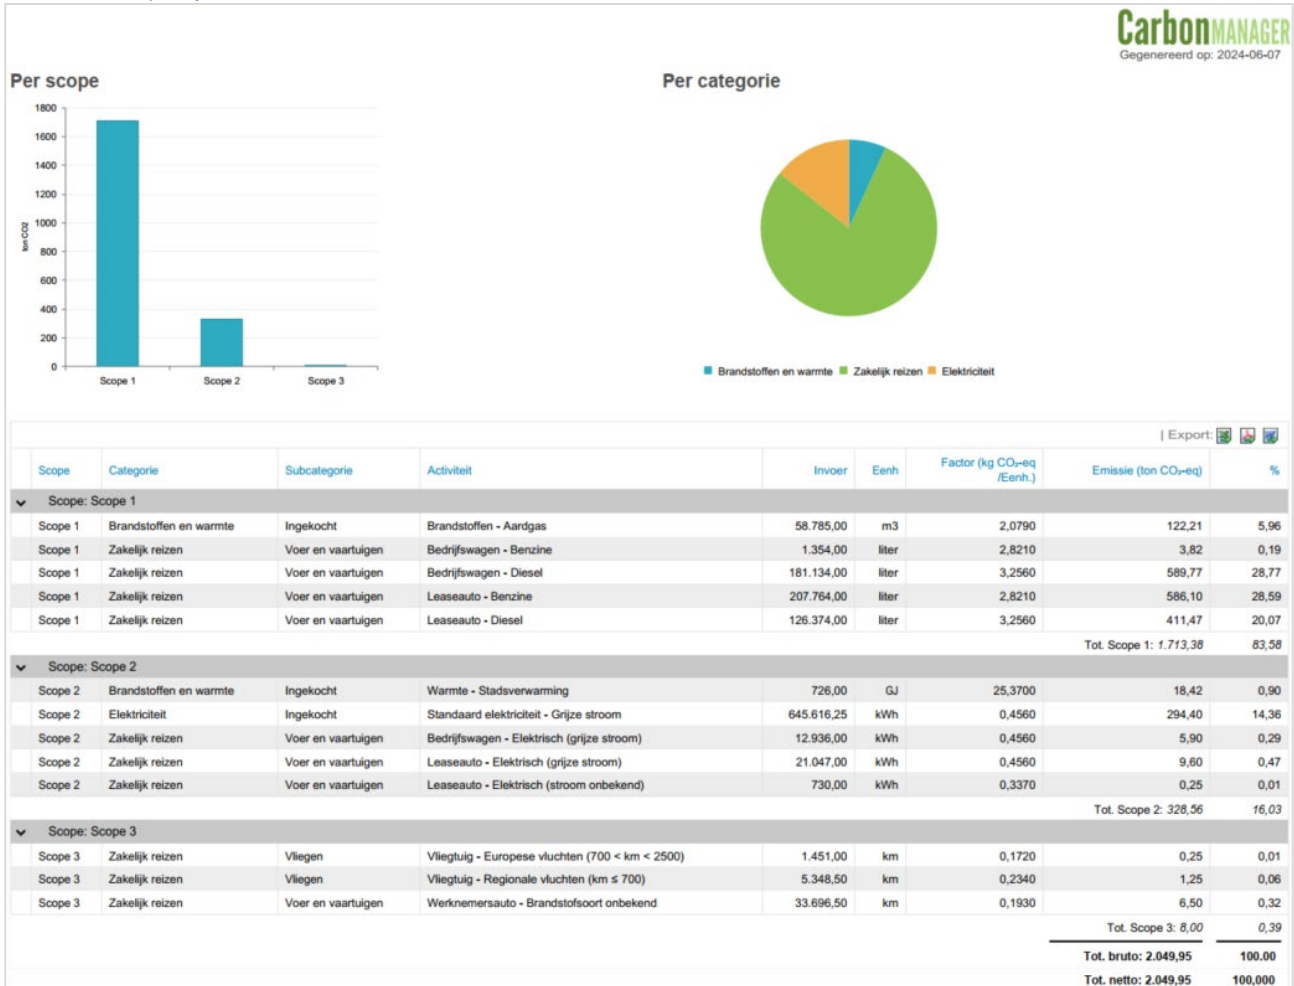 CarbonMANAGER
Gegenereerd op: 2024-06-07
Per scope
Per categorie
1800
1600
1400
1200
1000
800
600
400
200
0
ton CO2
Scope 1 Scope 2 Scope 3
Brandstoffen en warmte Zakelijk reizen Elektriciteit
| Export:
Scope Categorie Subcategorie Activiteit Invoer Eenh Factor (kg CO₂-eq /Eenh.) Emissie (ton CO₂-eq) %
Scope: Scope 1
Scope 1 Brandstoffen en warmte Ingekocht Brandstoffen - Aardgas 58.785,00 m3 2,0790 122,21 5,96
Scope 1 Zakelijk reizen Voer en vaartuigen Bedrijfswagen - Benzine 1.354,00 liter 2,8210 3,82 0,19
Scope 1 Zakelijk reizen Voer en vaartuigen Bedrijfswagen - Diesel 181.134,00 liter 3,2560 589,77 28,77
Scope 1 Zakelijk reizen Voer en vaartuigen Leaseauto - Benzine 207.764,00 liter 2,8210 586,10 28,59
Scope 1 Zakelijk reizen Voer en vaartuigen Leaseauto - Diesel 126.374,00 liter 3,2560 411,47 20,07
Tot. Scope 1: 1.713,38 83,58
Scope: Scope 2
Scope 2 Brandstoffen en warmte Ingekocht Warmte - Stadsverwarming 726,00 GJ 25,3700 18,42 0,90
Scope 2 Elektriciteit Ingekocht Standaard elektriciteit - Grijze stroom 645.616,25 kWh 0,4560 294,40 14,36
Scope 2 Zakelijk reizen Voer en vaartuigen Bedrijfswagen - Elektrisch (grijze stroom) 12.936,00 kWh 0,4560 5,90 0,29
Scope 2 Zakelijk reizen Voer en vaartuigen Leaseauto - Elektrisch (grijze stroom) 21.047,00 kWh 0,4560 9,60 0,47
Scope 2 Zakelijk reizen Voer en vaartuigen Leaseauto - Elektrisch (stroom onbekend) 730,00 kWh 0,3370 0,25 0,01
Tot. Scope 2: 328,56 16,03
Scope: Scope 3
Scope 3 Zakelijk reizen Vliegen Vliegtuig - Europese vluchten (700 < km < 2500) 1.451,00 km 0,1720 0,25 0,01
Scope 3 Zakelijk reizen Vliegen Vliegtuig - Regionale vluchten (km ≤ 700) 5.348,50 km 0,2340 1,25 0,06
Scope 3 Zakelijk reizen Voer en vaartuigen Werknemersauto - Brandstofsoort onbekend 33.696,50 km 0,1930 6,50 0,32
Tot. Scope 3: 8,00 0,39
Tot. bruto: 2.049,95 100.00
Tot. netto: 2.049,95 100,000